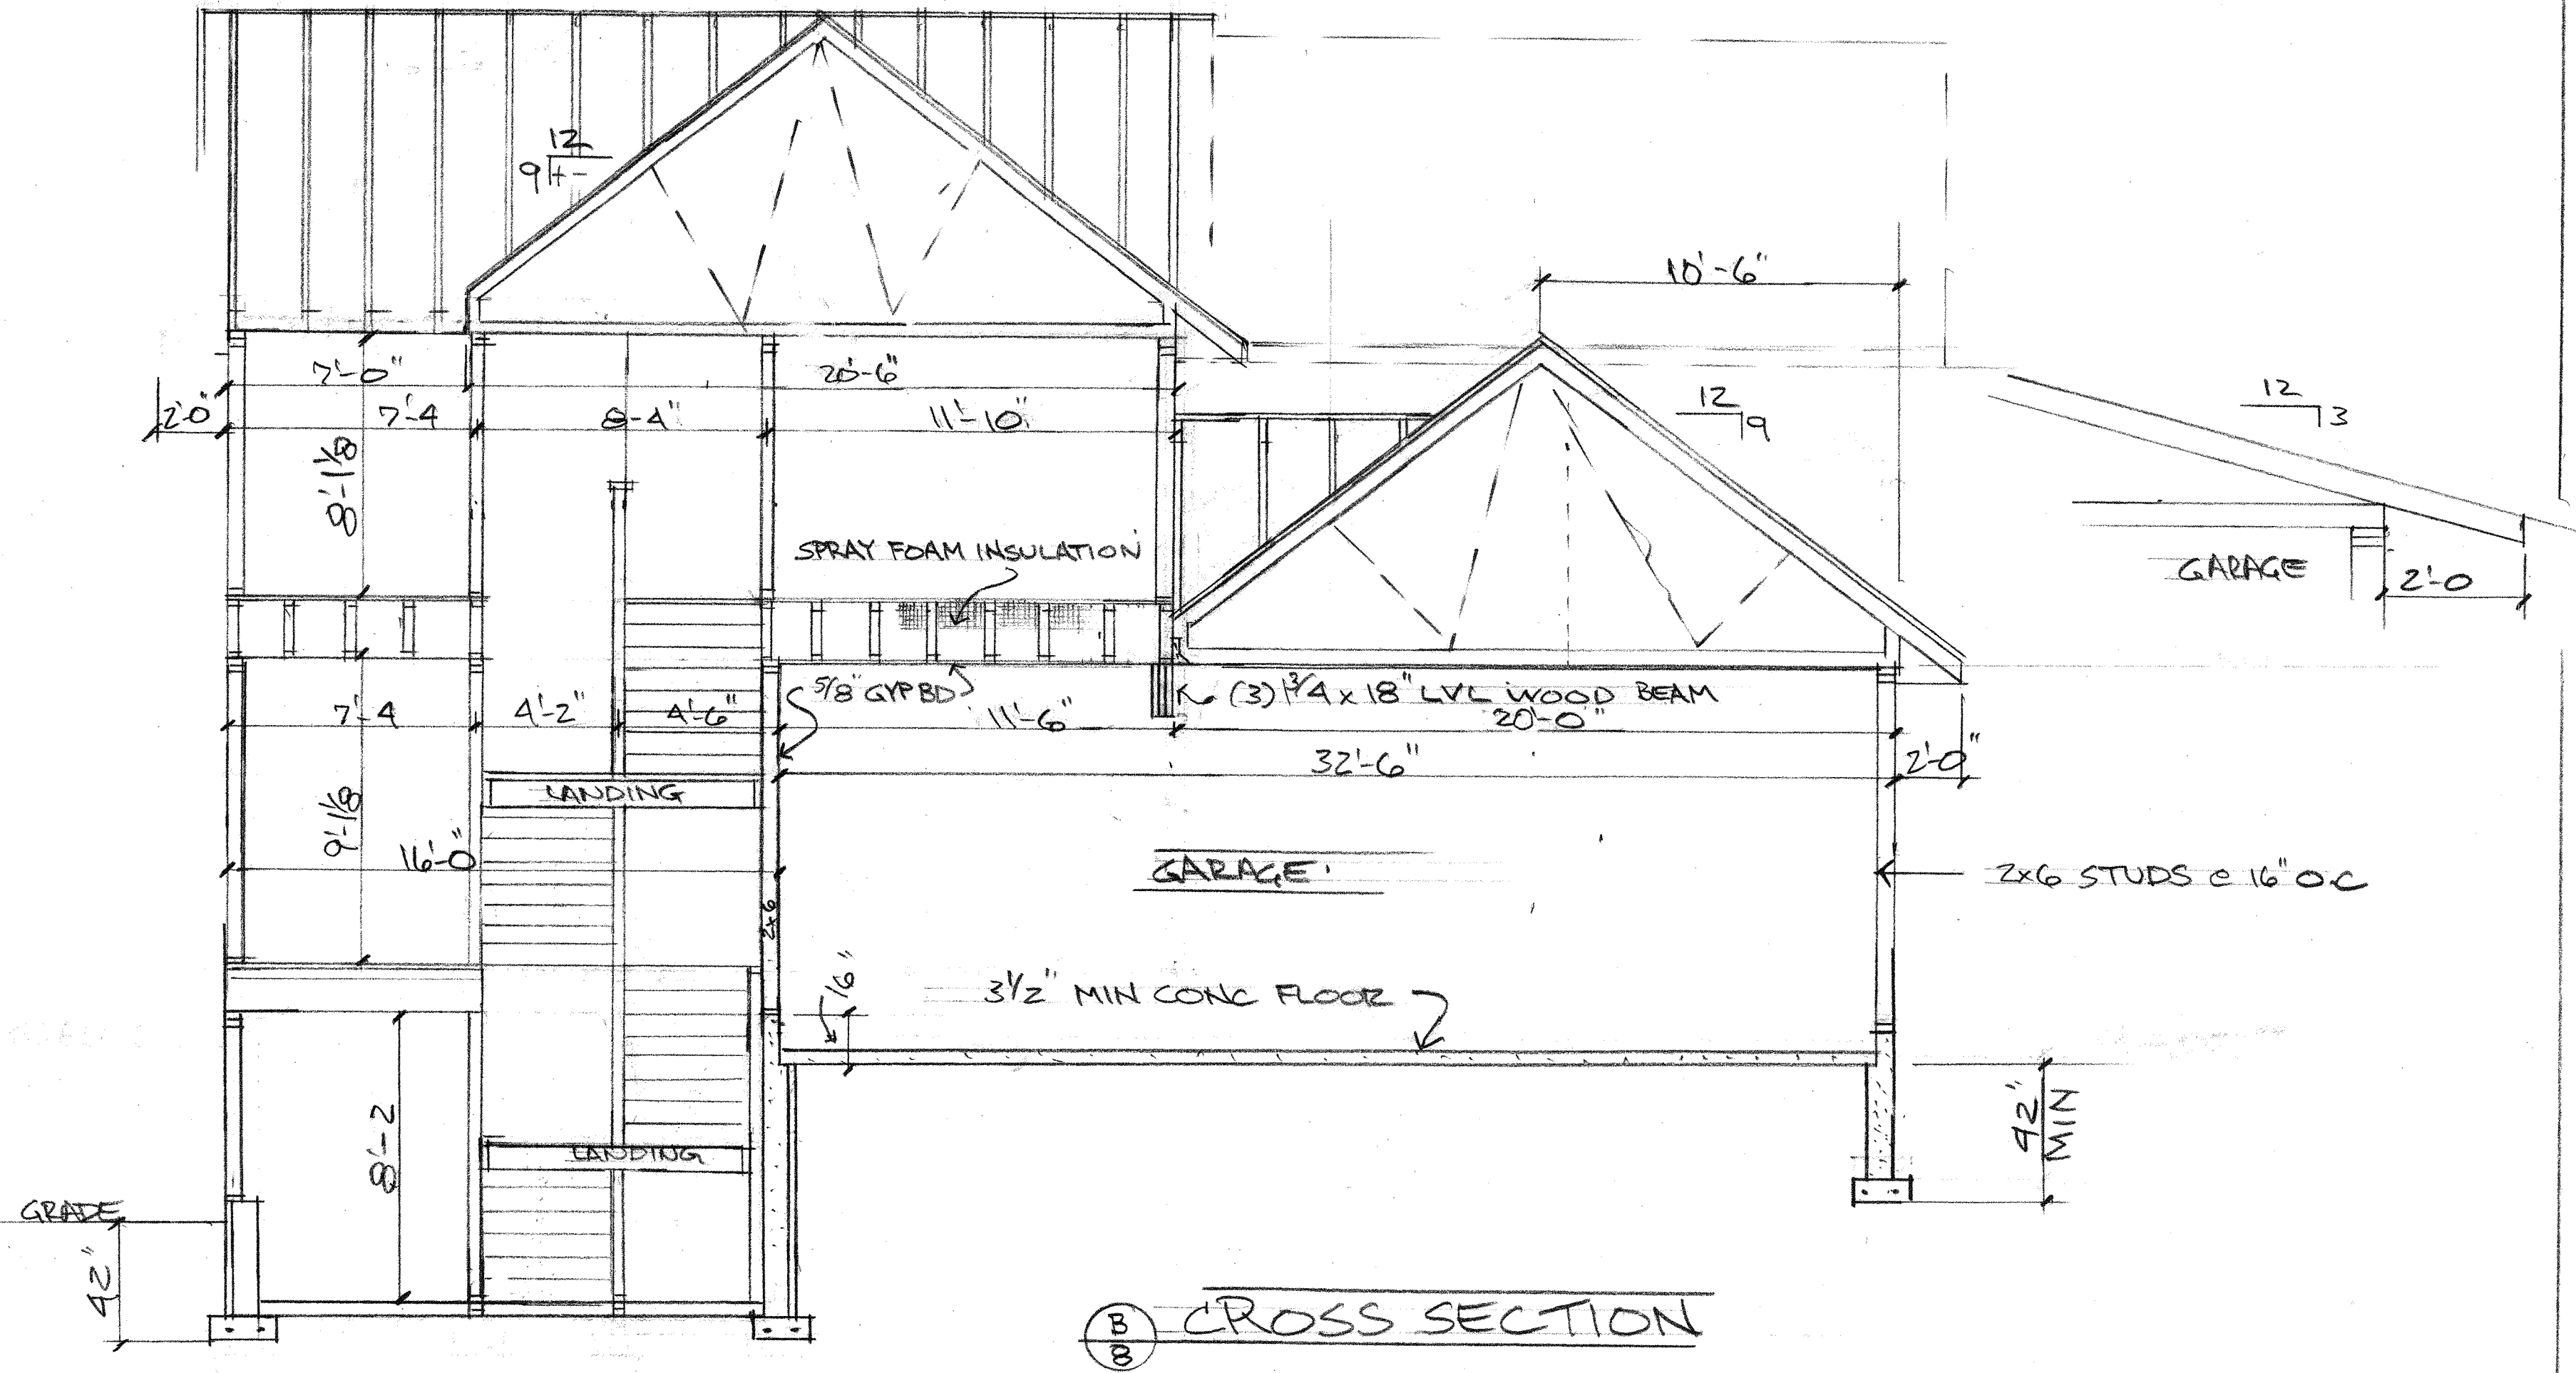 12
9 +-
10'-6"
7'-0"
20'-6"
12
9
12
3
2'-0"
7'-4
8-4"
11'-10"
8'-1 1/8
SPRAY FOAM INSULATION
GARAGE
2'-0
5/8" GYP BD
(3) 1 3/4 x 18" LVL WOOD BEAM
7'-4
4'-2"
4'-6"
11'-6"
20'-0"
32'-6"
2'-0"
LANDING
9'-1 1/8
16'-0"
GARAGE
2x6 STUDS @ 16" O.C
2x6
16"
3 1/2" MIN CONC FLOOR
8'-2
LANDING
42"
MIN
GRADE
42"
B
8
CROSS SECTION